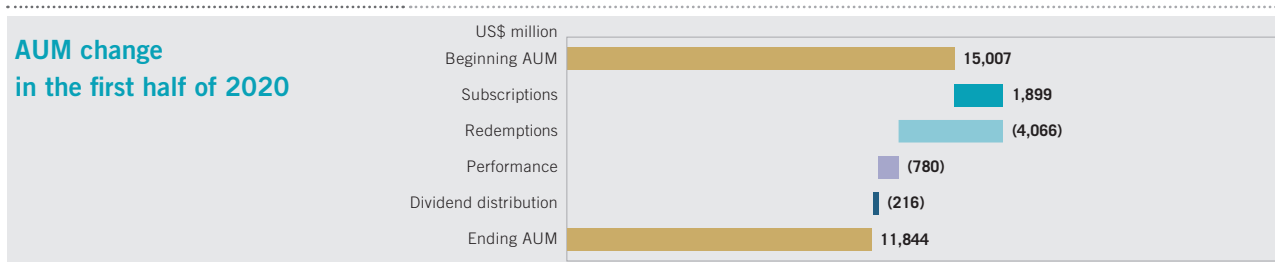 AUM change
in the first half of 2020
US$ million
Beginning AUM 15,007
Subscriptions 1,899
Redemptions (4,066)
Performance (780)
Dividend distribution (216)
Ending AUM 11,844